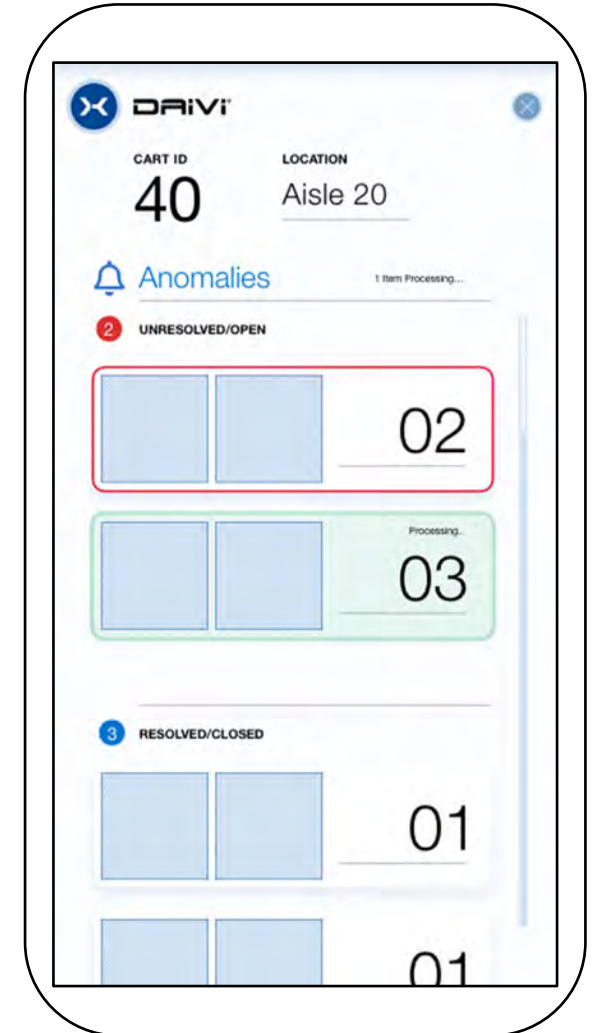 DAIVI
CART ID
40
LOCATION
Aisle 20
Anomalies
1 Item Processing...
2 UNRESOLVED/OPEN
02
Processing..
03
3 RESOLVED/CLOSED
01
01